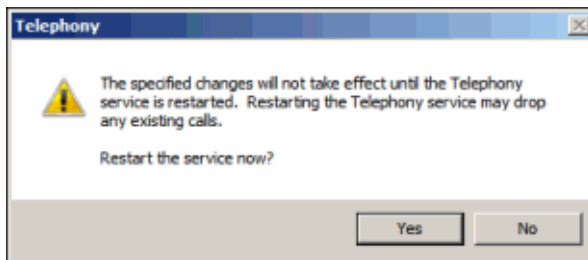 Telephony
The specified changes will not take effect until the Telephony
service is restarted.  Restarting the Telephony service may drop
any existing calls.
Restart the service now?
Yes
No